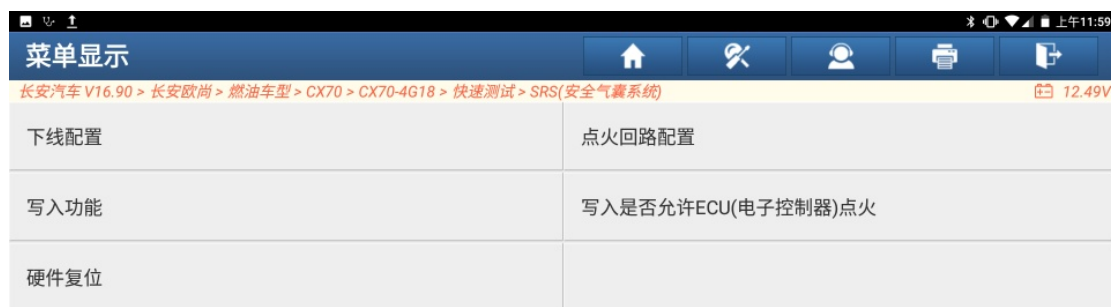 上午11:59
菜单显示
长安汽车 V16.90 > 长安欧尚 > 燃油车型 > CX70 > CX70-4G18 > 快速测试 > SRS(安全气囊系统) 12.49V
下线配置 点火回路配置
写入功能 写入是否允许ECU(电子控制器)点火
硬件复位